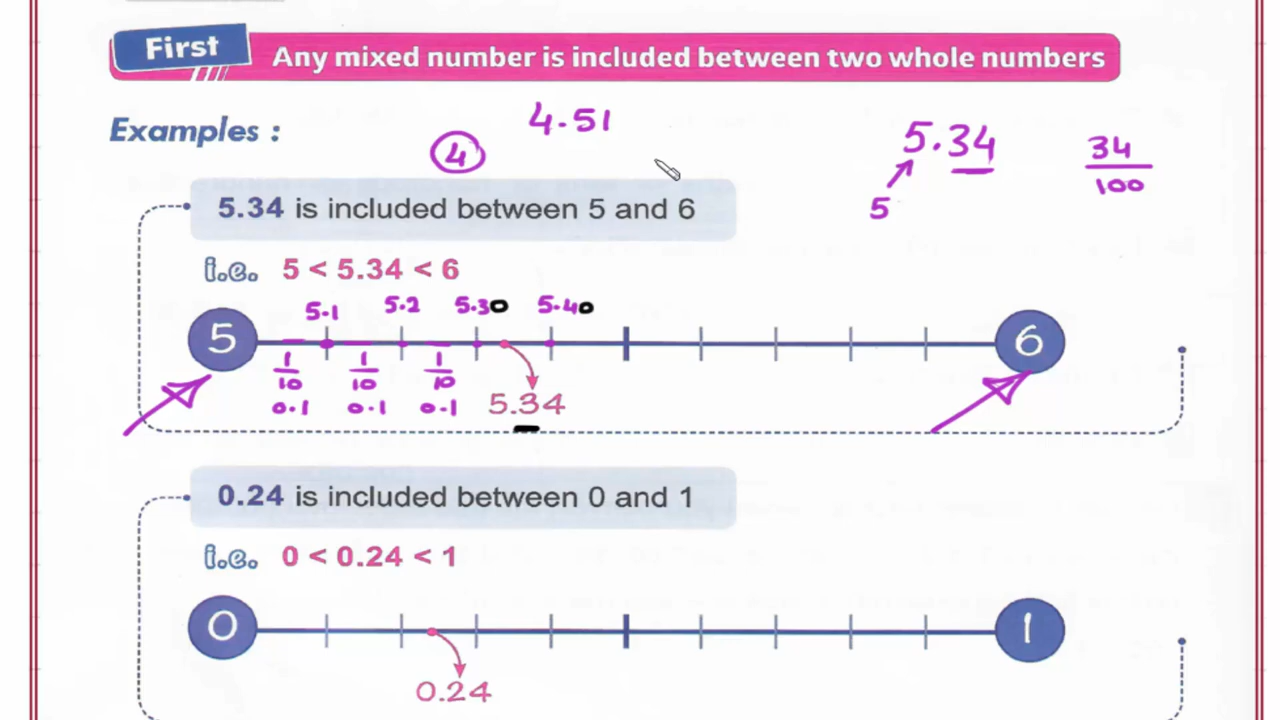 First
Any mixed number is included between two whole numbers
Examples :
4
4.51
5.34
5
34
100
5.34 is included between 5 and 6
i.e. 5 < 5.34 < 6
5.1 5.2 5.30 5.40
5 6
1 1 1
10 10 10
0.1 0.1 0.1 5.34
0.24 is included between 0 and 1
i.e. 0 < 0.24 < 1
0 1
0.24